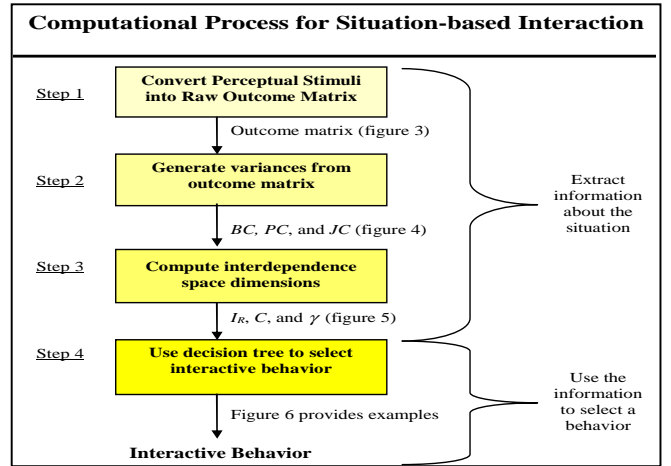 Computational Process for Situation-based Interaction
Step 1
Convert Perceptual Stimuli
into Raw Outcome Matrix
Outcome matrix (figure 3)
Step 2
Generate variances from
outcome matrix
BC, PC, and JC (figure 4)
Step 3
Compute interdependence
space dimensions
I_R, C, and γ (figure 5)
Step 4
Use decision tree to select
interactive behavior
Figure 6 provides examples
Interactive Behavior
Extract
information
about the
situation
Use the
information
to select a
behavior